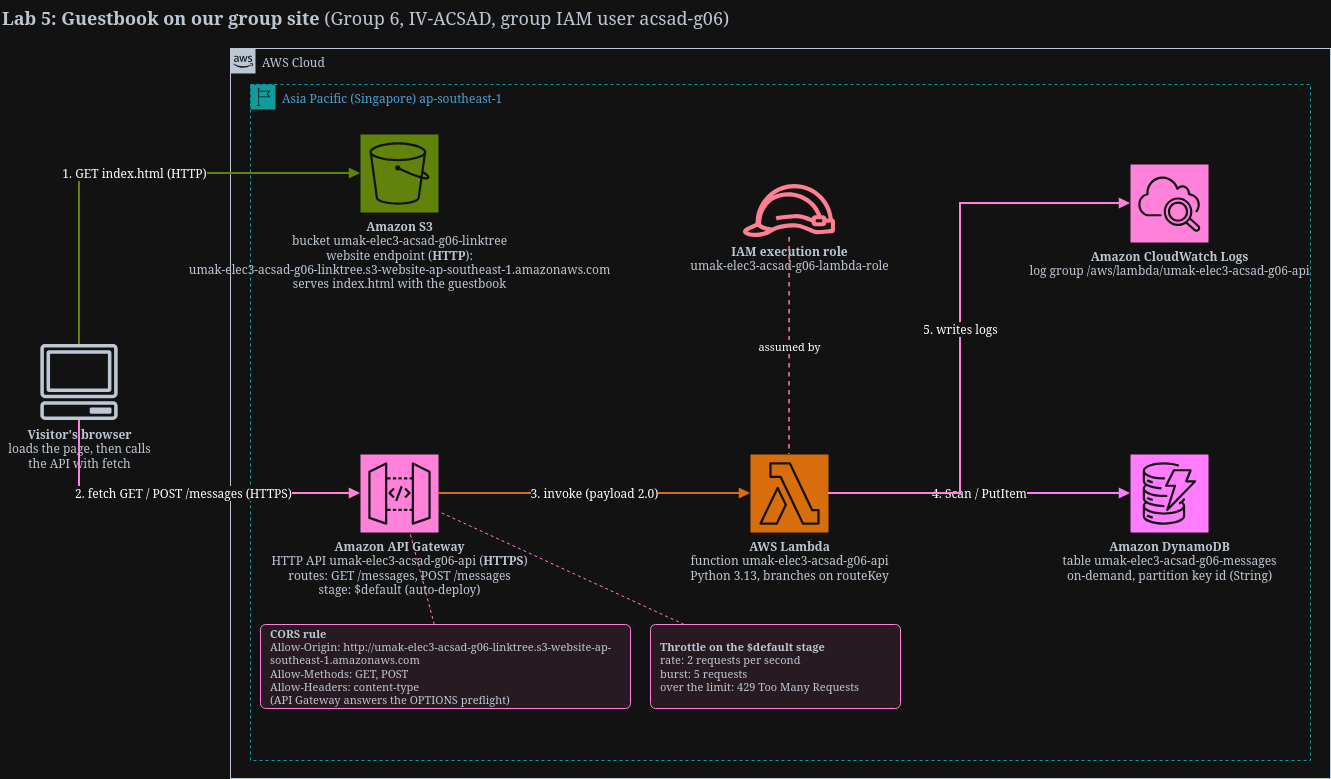 Lab 5: Guestbook on our group site (Group 6, IV-ACSAD, group IAM user acsad-g06)
aws
AWS Cloud
Asia Pacific (Singapore) ap-southeast-1
1. GET index.html (HTTP)
Amazon S3
bucket umak-elec3-acsad-g06-linktree
website endpoint (HTTP):
umak-elec3-acsad-g06-linktree.s3-website-ap-southeast-1.amazonaws.com
serves index.html with the guestbook
IAM execution role
umak-elec3-acsad-g06-lambda-role
Amazon CloudWatch Logs
log group /aws/lambda/umak-elec3-acsad-g06-api
5. writes logs
assumed by
Visitor's browser
loads the page, then calls
the API with fetch
2. fetch GET / POST /messages (HTTPS)
3. invoke (payload 2.0)
4. Scan / PutItem
Amazon API Gateway
HTTP API umak-elec3-acsad-g06-api (HTTPS)
routes: GET /messages, POST /messages
stage: $default (auto-deploy)
AWS Lambda
function umak-elec3-acsad-g06-api
Python 3.13, branches on routeKey
Amazon DynamoDB
table umak-elec3-acsad-g06-messages
on-demand, partition key id (String)
CORS rule
Allow-Origin: http://umak-elec3-acsad-g06-linktree.s3-website-ap-
southeast-1.amazonaws.com
Allow-Methods: GET, POST
Allow-Headers: content-type
(API Gateway answers the OPTIONS preflight)
Throttle on the $default stage
rate: 2 requests per second
burst: 5 requests
over the limit: 429 Too Many Requests